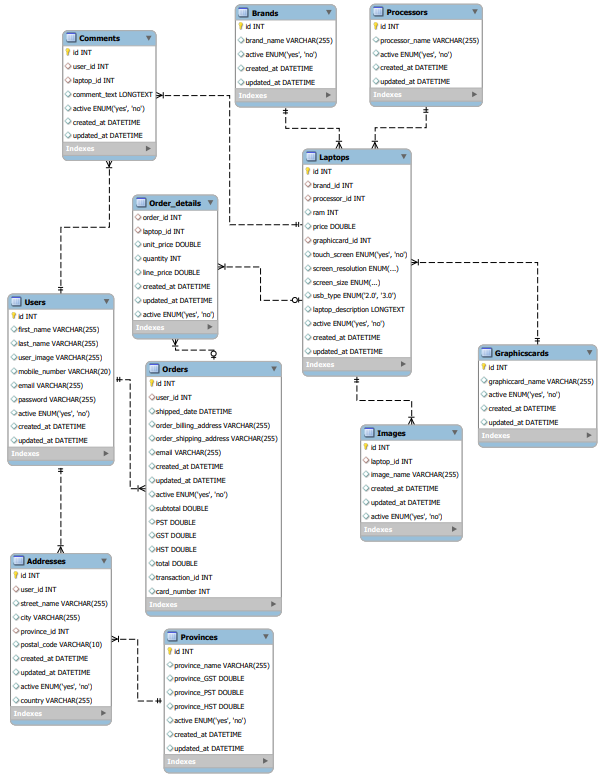 Brands
id INT
brand_name VARCHAR(255)
active ENUM('yes', 'no')
created_at DATETIME
updated_at DATETIME
Indexes
Processors
id INT
processor_name VARCHAR(255)
active ENUM('yes', 'no')
created_at DATETIME
updated_at DATETIME
Indexes
Comments
id INT
user_id INT
laptop_id INT
comment_text LONGTEXT
active ENUM('yes', 'no')
created_at DATETIME
updated_at DATETIME
Indexes
Laptops
id INT
brand_id INT
processor_id INT
ram INT
price DOUBLE
graphiccard_id INT
touch_screen ENUM('yes', 'no')
screen_resolution ENUM(...)
screen_size ENUM(...)
usb_type ENUM('2.0', '3.0')
laptop_description LONGTEXT
active ENUM('yes', 'no')
created_at DATETIME
updated_at DATETIME
Indexes
Order_details
order_id INT
laptop_id INT
unit_price DOUBLE
quantity INT
line_price DOUBLE
created_at DATETIME
updated_at DATETIME
active ENUM('yes', 'no')
Indexes
Users
id INT
first_name VARCHAR(255)
last_name VARCHAR(255)
user_image VARCHAR(255)
mobile_number VARCHAR(20)
email VARCHAR(255)
password VARCHAR(255)
active ENUM('yes', 'no')
created_at DATETIME
updated_at DATETIME
Indexes
Orders
id INT
user_id INT
shipped_date DATETIME
order_billing_address VARCHAR(255)
order_shipping_address VARCHAR(255)
email VARCHAR(255)
created_at DATETIME
updated_at DATETIME
active ENUM('yes', 'no')
subtotal DOUBLE
PST DOUBLE
GST DOUBLE
HST DOUBLE
total DOUBLE
transaction_id INT
card_number INT
Indexes
Graphicscards
id INT
graphiccard_name VARCHAR(255)
active ENUM('yes', 'no')
created_at DATETIME
updated_at DATETIME
Indexes
Images
id INT
laptop_id INT
image_name VARCHAR(255)
created_at DATETIME
updated_at DATETIME
active ENUM('yes', 'no')
Indexes
Addresses
id INT
user_id INT
street_name VARCHAR(255)
city VARCHAR(255)
province_id INT
postal_code VARCHAR(10)
created_at DATETIME
updated_at DATETIME
active ENUM('yes', 'no')
country VARCHAR(255)
Indexes
Provinces
id INT
province_name VARCHAR(255)
province_GST DOUBLE
province_PST DOUBLE
province_HST DOUBLE
active ENUM('yes', 'no')
created_at DATETIME
updated_at DATETIME
Indexes